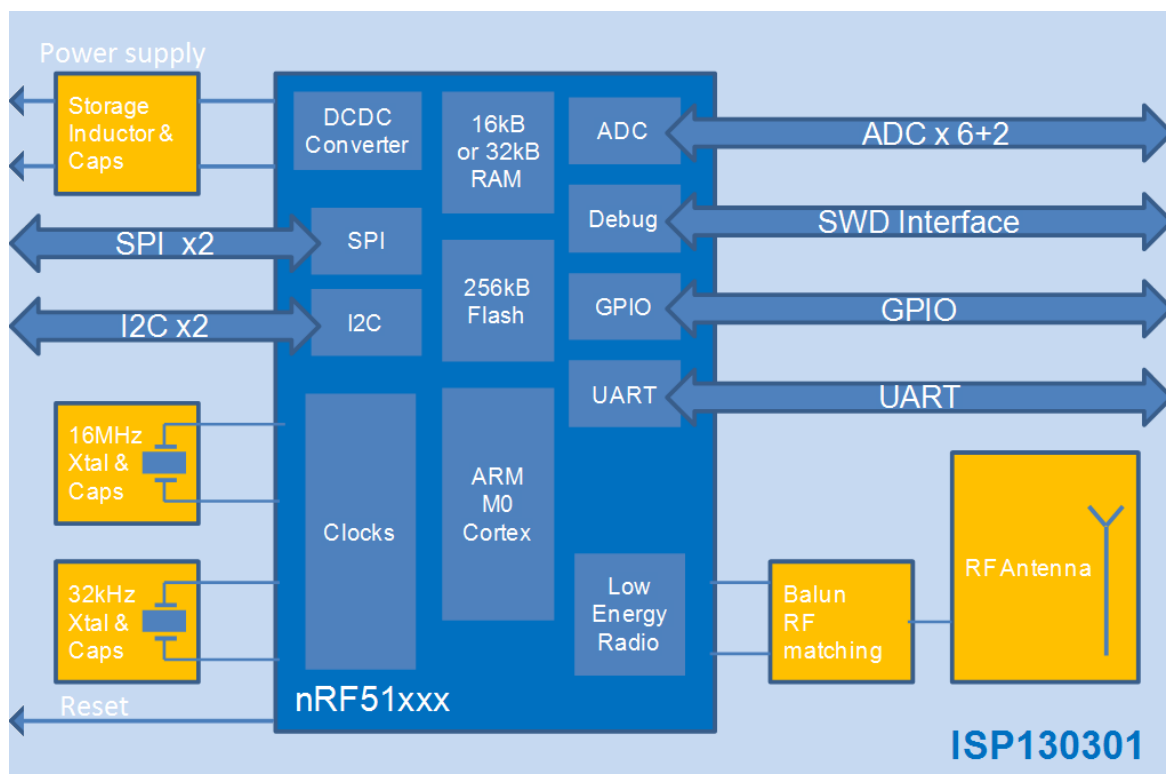 Power supply
Storage
Inductor &
Caps
DCDC
Converter
16kB
or 32kB
RAM
ADC
ADC x 6+2
SPI x2
SPI
Debug
SWD Interface
I2C x2
I2C
256kB
Flash
GPIO
GPIO
UART
UART
16MHz
Xtal &
Caps
32kHz
Xtal &
Caps
Clocks
ARM
M0
Cortex
Low
Energy
Radio
Balun
RF
matching
RF Antenna
Reset
nRF51xxx
ISP130301